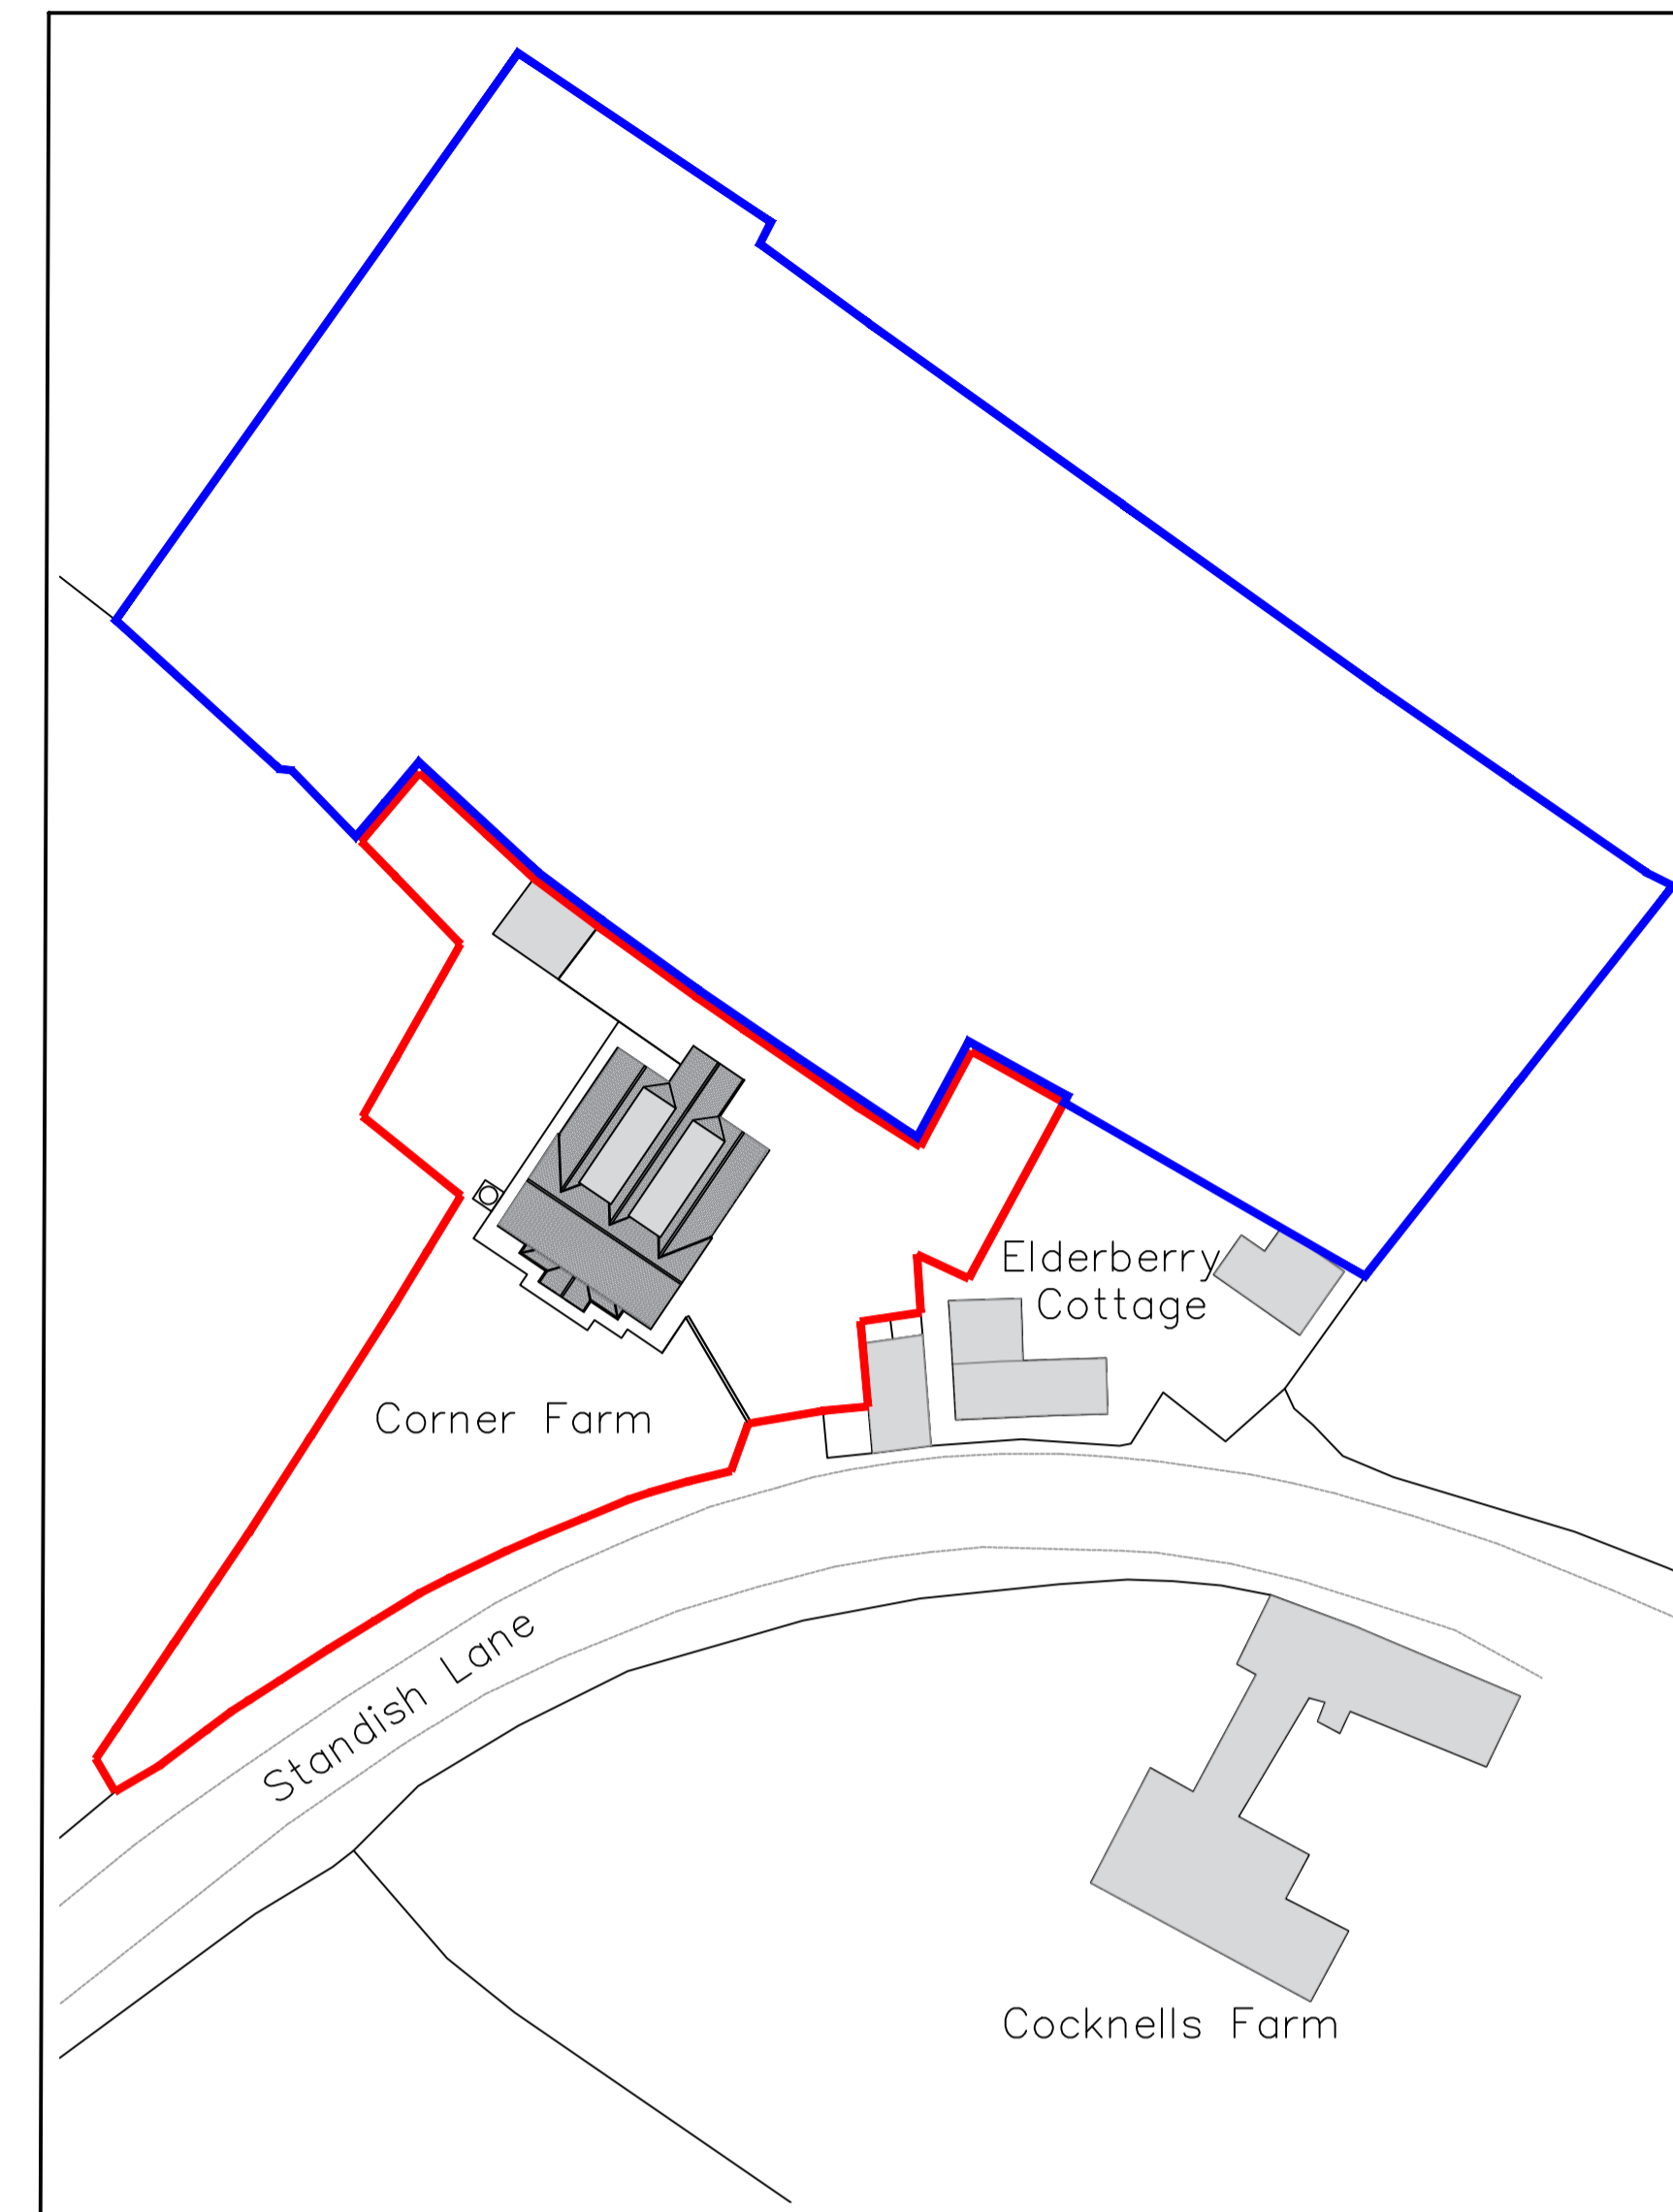 Elderberry
Cottage
Corner Farm
Standish Lane
Cocknells Farm